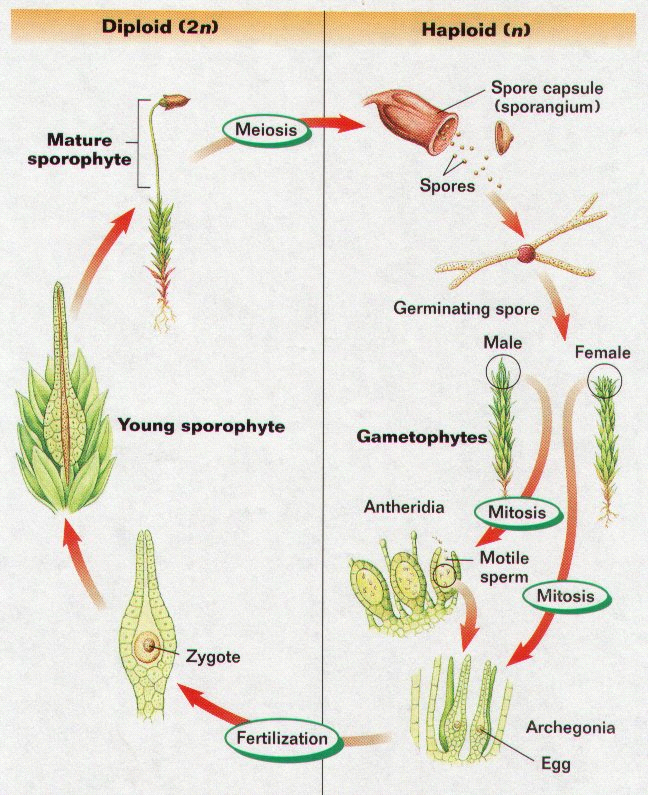 Diploid (2n)
Haploid (n)
Spore capsule
(sporangium)
Meiosis
Mature
sporophyte
Spores
Germinating spore
Male
Female
Young sporophyte
Gametophytes
Antheridia
Mitosis
Motile
sperm
Mitosis
Zygote
Fertilization
Archegonia
Egg